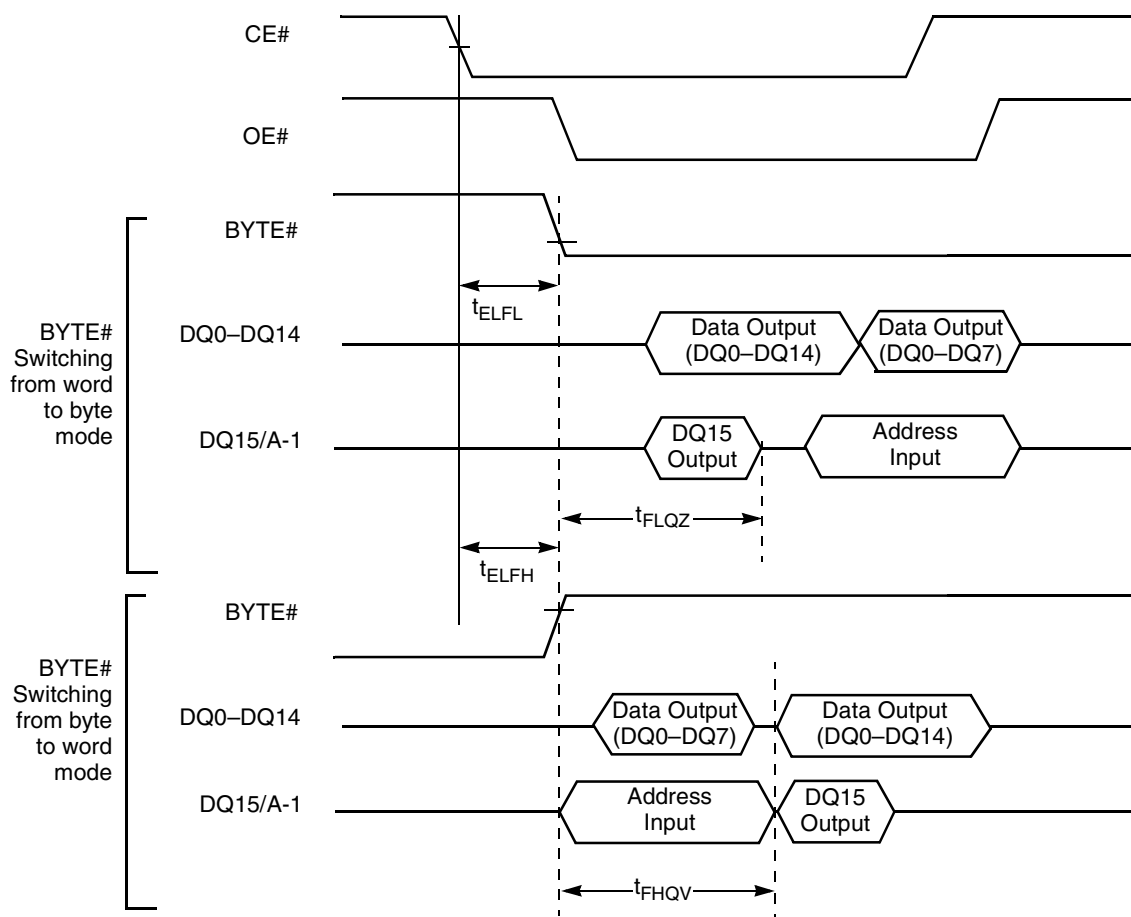 CE#
OE#
BYTE#
tELFL
BYTE#
Switching
from word
to byte
mode
DQ0–DQ14
Data Output
(DQ0–DQ14)
Data Output
(DQ0–DQ7)
DQ15/A-1
DQ15
Output
Address
Input
tFLQZ
tELFH
BYTE#
BYTE#
Switching
from byte
to word
mode
DQ0–DQ14
Data Output
(DQ0–DQ7)
Data Output
(DQ0–DQ14)
DQ15/A-1
Address
Input
DQ15
Output
tFHQV